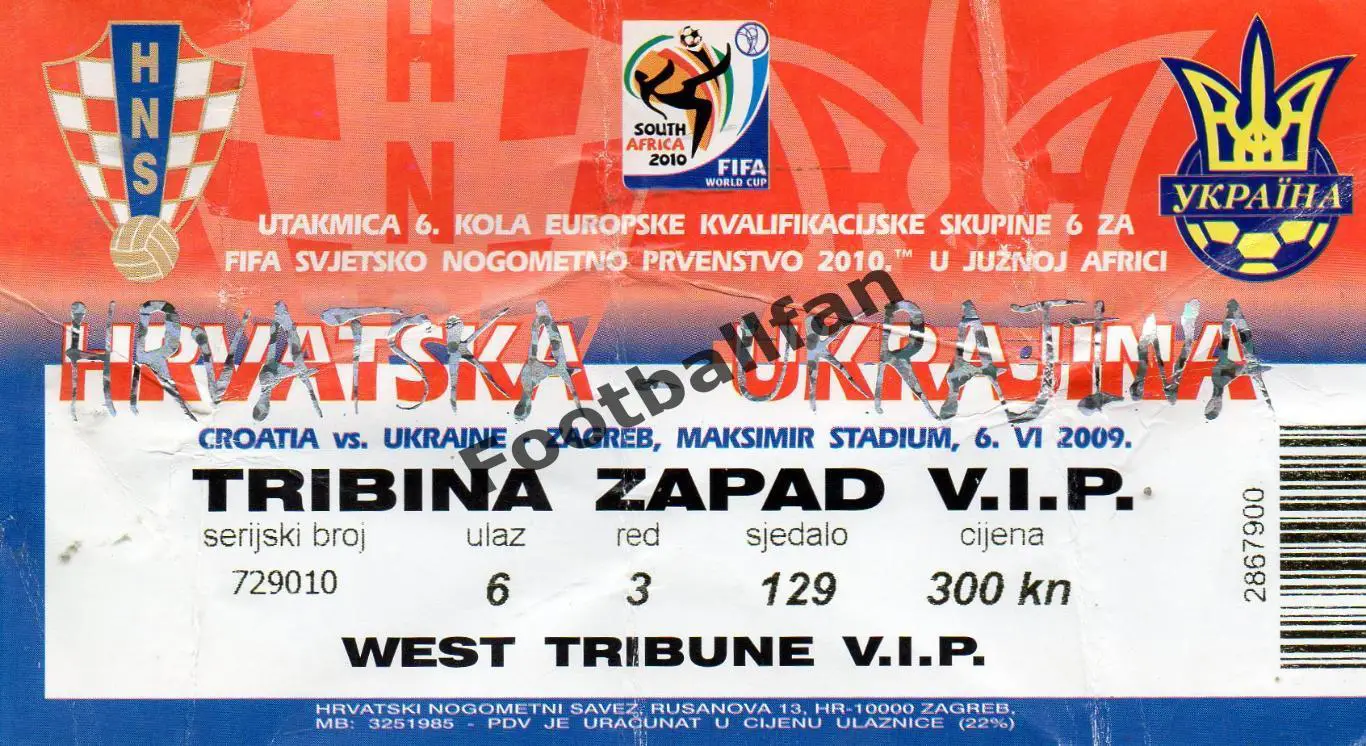 HNS
SOUTH
AFRICA
2010
FIFA
WORLD CUP
УКРАЇНА
UTAKMICA 6. KOLA EUROPSKE KVALIFIKACIJSKE SKUPINE 6 ZA
FIFA SVJETSKO NOGOMETNO PRVENSTVO 2010.™ U JUŽNOJ AFRICI
HRVATSKA - UKRAJINA
HRVATSKA - UKRAJINA
Footballfan
CROATIA vs. UKRAINE - ZAGREB, MAKSIMIR STADIUM, 6. VI 2009.
TRIBINA ZAPAD V.I.P.
serijski broj ulaz red sjedalo cijena
729010 6 3 129 300 kn
WEST TRIBUNE V.I.P.
2867900
HRVATSKI NOGOMETNI SAVEZ, RUSANOVA 13, HR-10000 ZAGREB,
MB: 3251985 - PDV JE URAČUNAT U CIJENU ULAZNICE (22%)